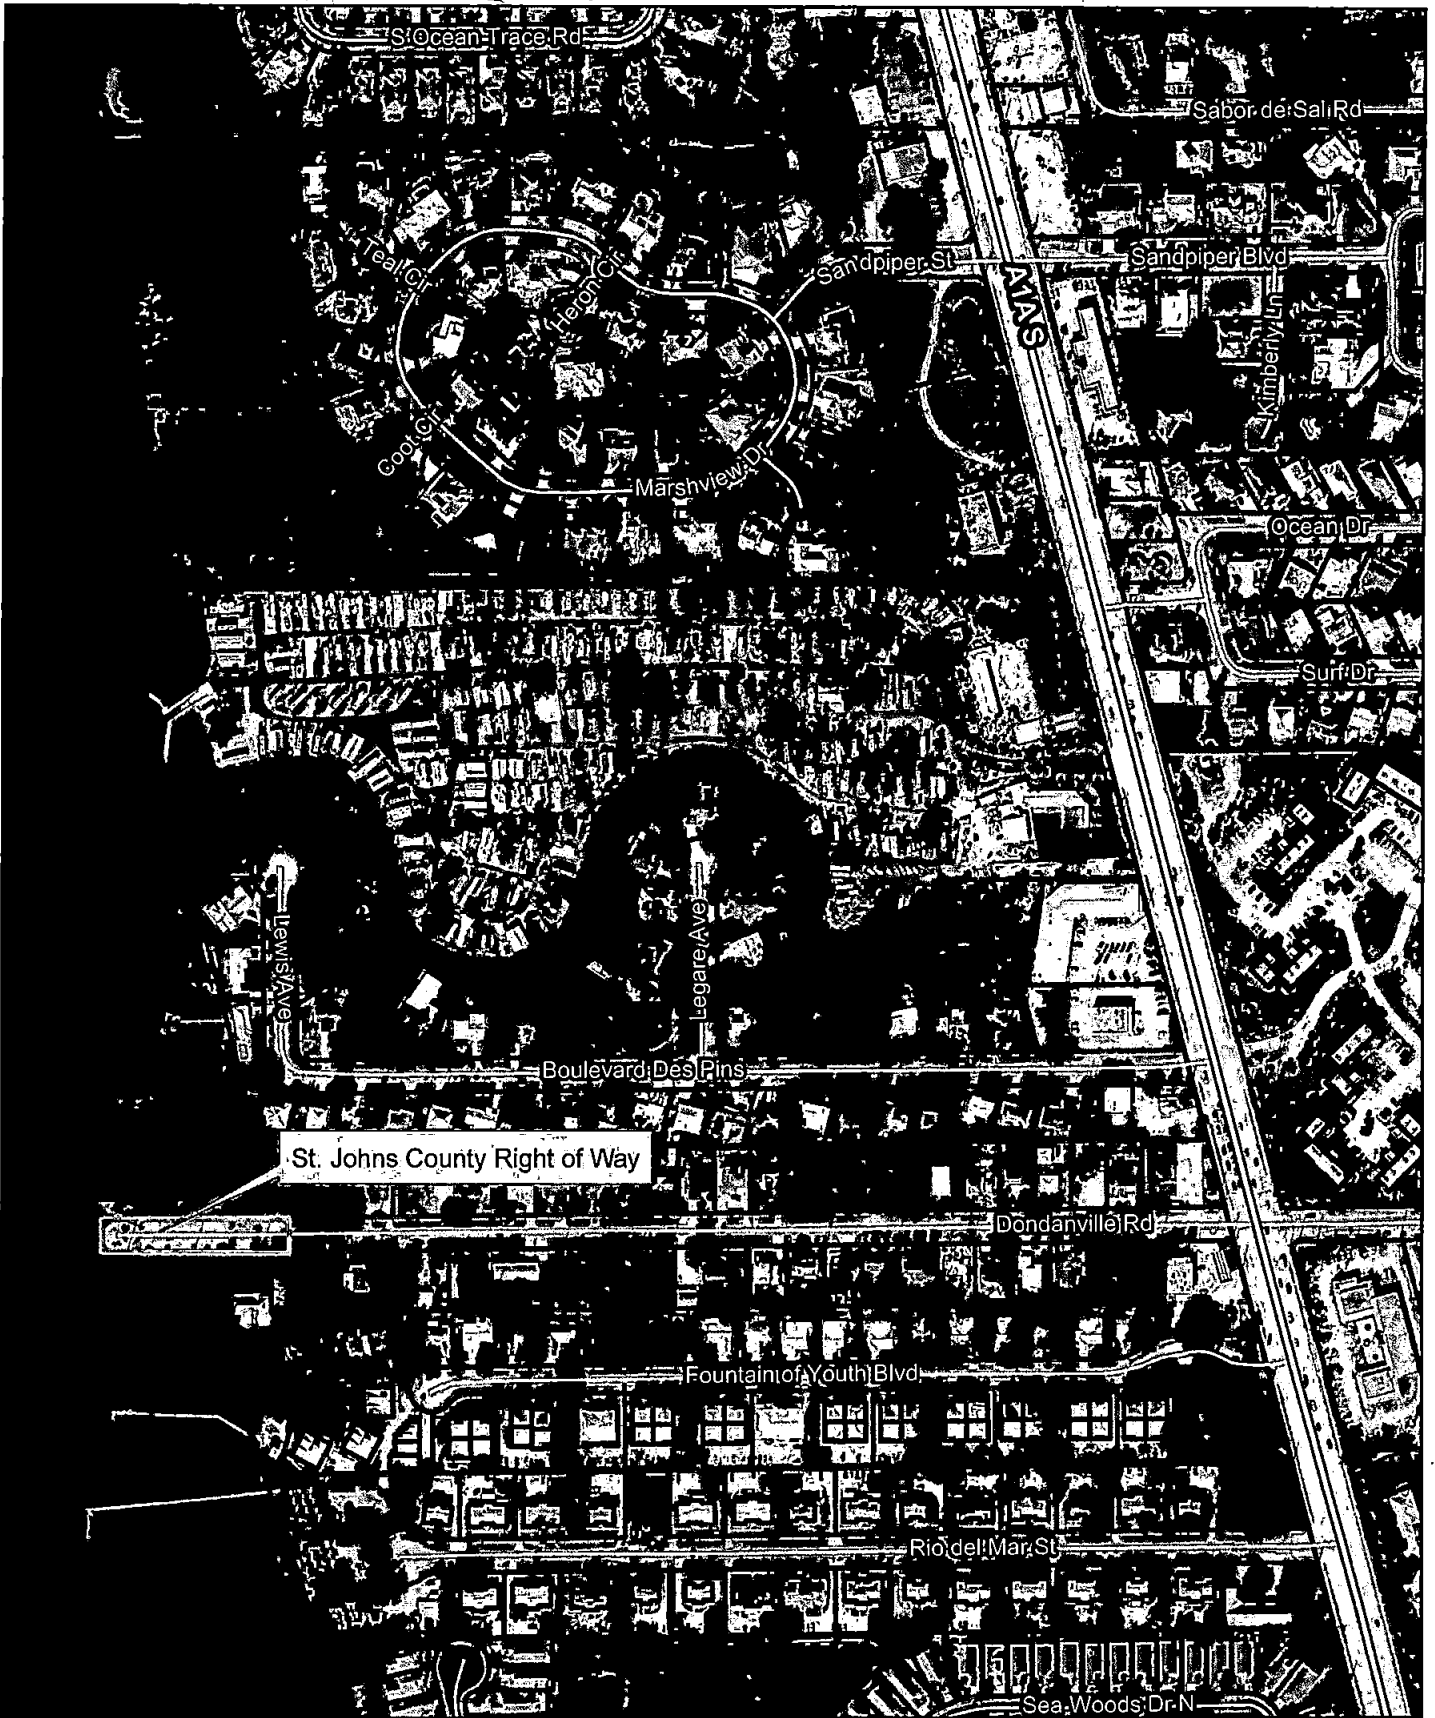 S Ocean Trace Rd
Sabor de Sal Rd
Teal Cir
Heron Cir
Sandpiper St
Sandpiper Blvd
A1A S
Kimberly Ln
Coot Cir
Marshview Dr
Ocean Dr
Surf Dr
Lewis Ave
Legare Ave
Boulevard Des Pins
St. Johns County Right of Way
Dondanville Rd
Fountain of Youth Blvd
Rio del Mar St
Sea Woods Dr N